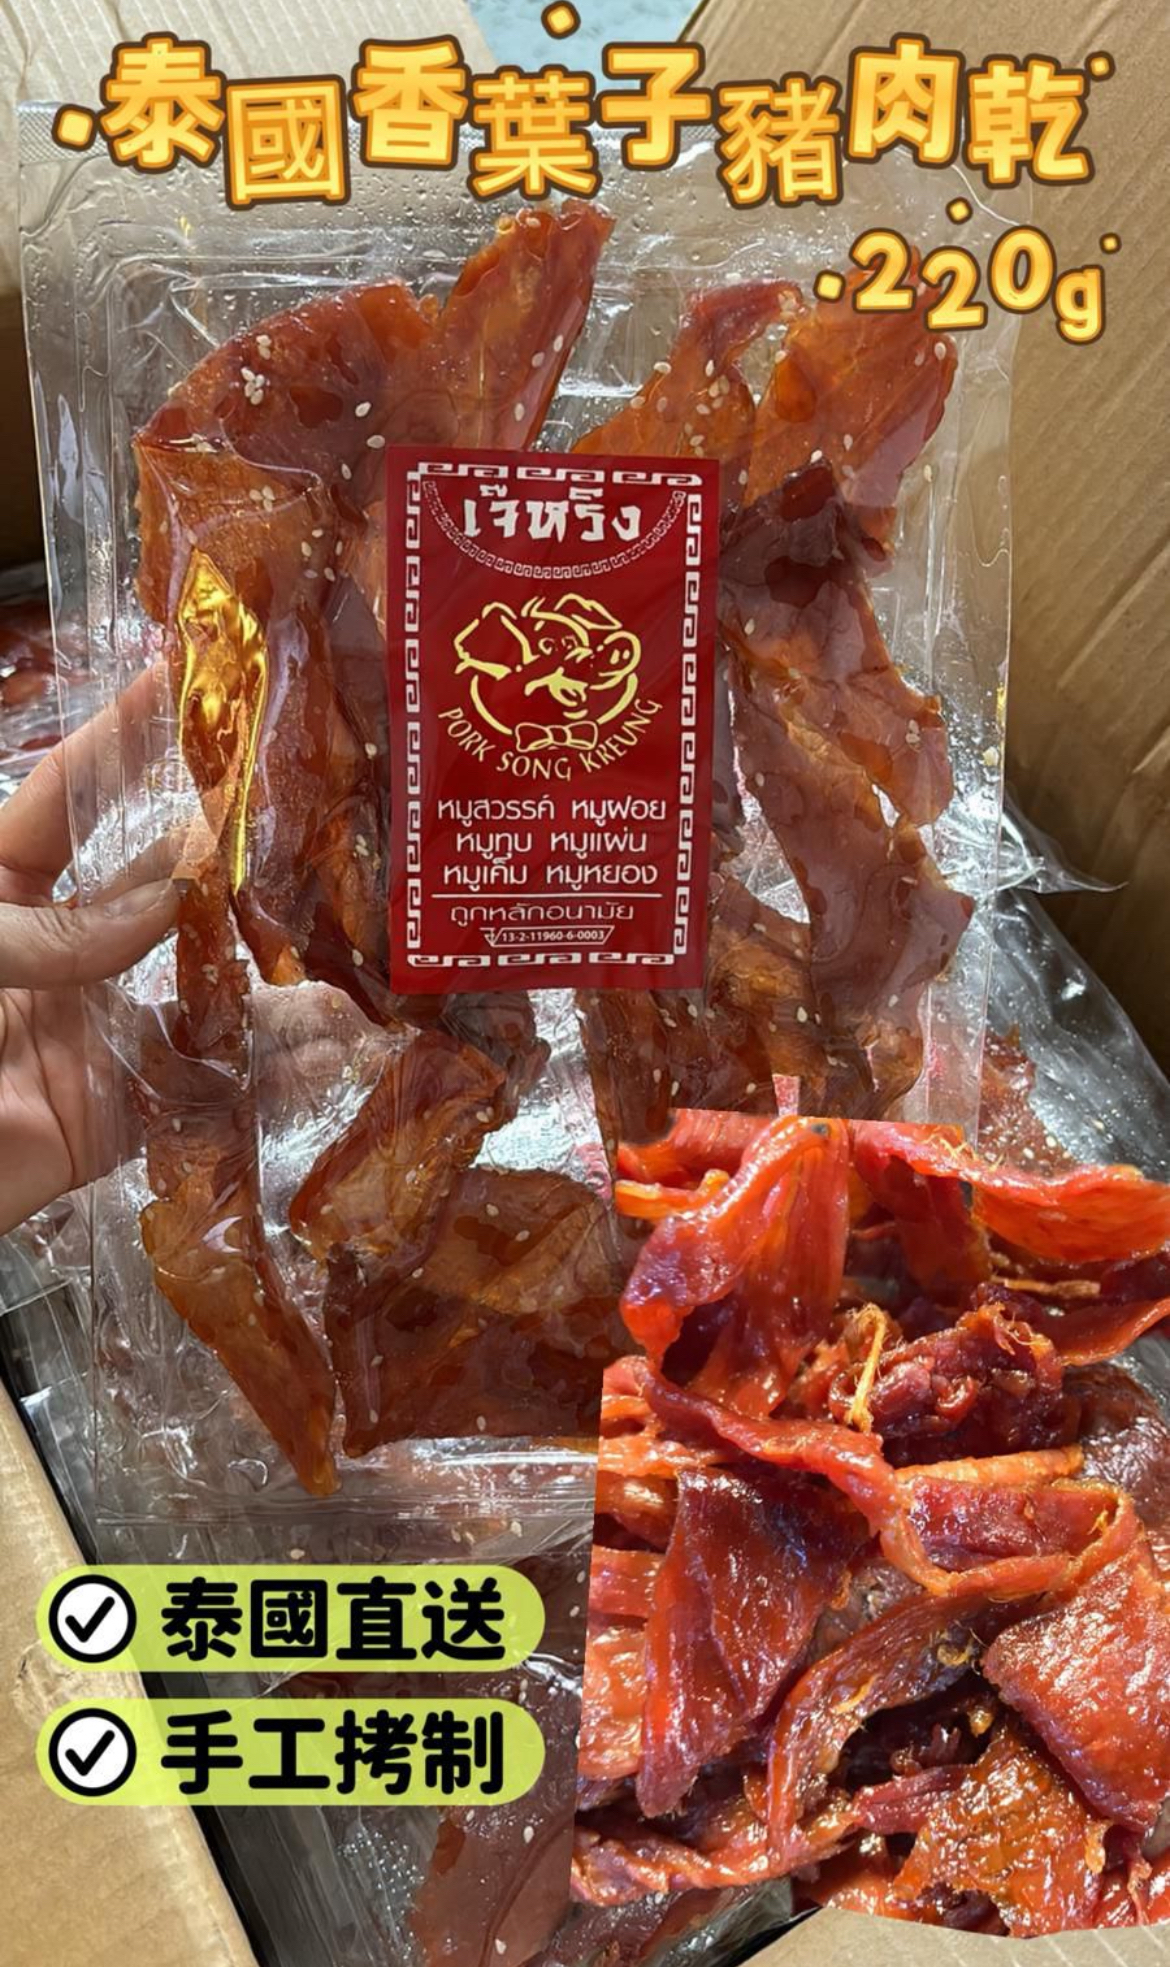 泰國香葉子豬肉乾
220g
เจ๊หริ่ง
PORK SONG KREUNG
หมูสวรรค์ หมูฝอย
หมูทุบ หมูแผ่น
หมูเค็ม หมูหยอง
ถูกหลักอนามัย
13-2-11960-6-0003
泰國直送
手工拷制